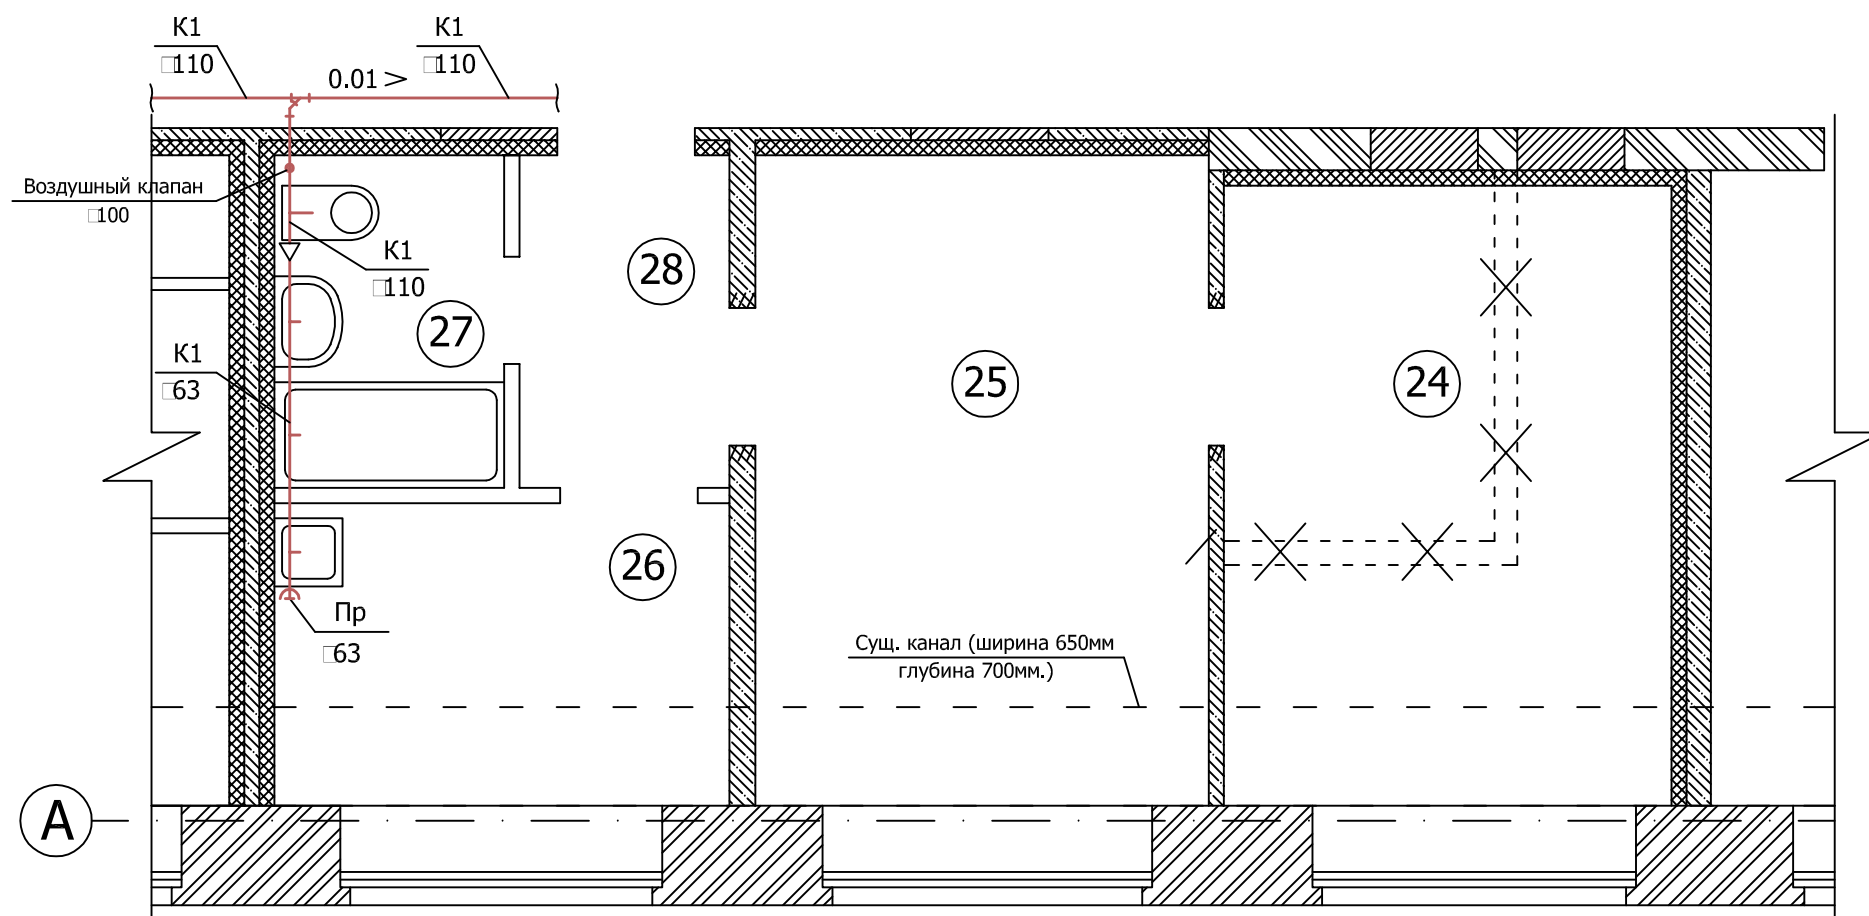 К1
□110
К1
□110
0.01 >
Воздушный клапан
□100
К1
□110
28
27
К1
□63
25
24
26
Пр
□63
Сущ. канал (ширина 650мм
глубина 700мм.)
А